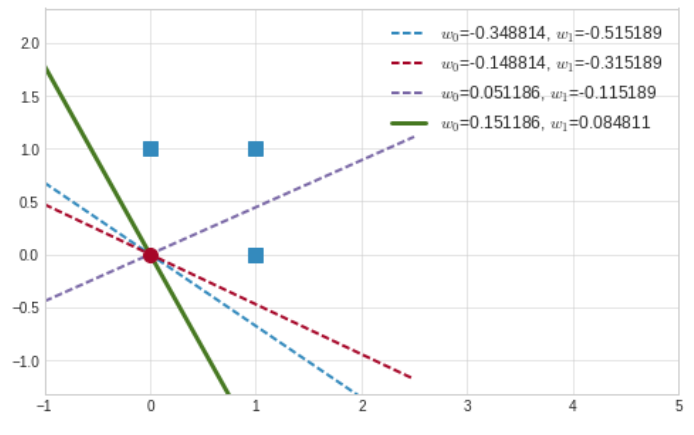 w₀=-0.348814, w₁=-0.515189
w₀=-0.148814, w₁=-0.315189
w₀=0.051186, w₁=-0.115189
w₀=0.151186, w₁=0.084811
2.0
1.5
1.0
0.5
0.0
−0.5
−1.0
−1 0 1 2 3 4 5